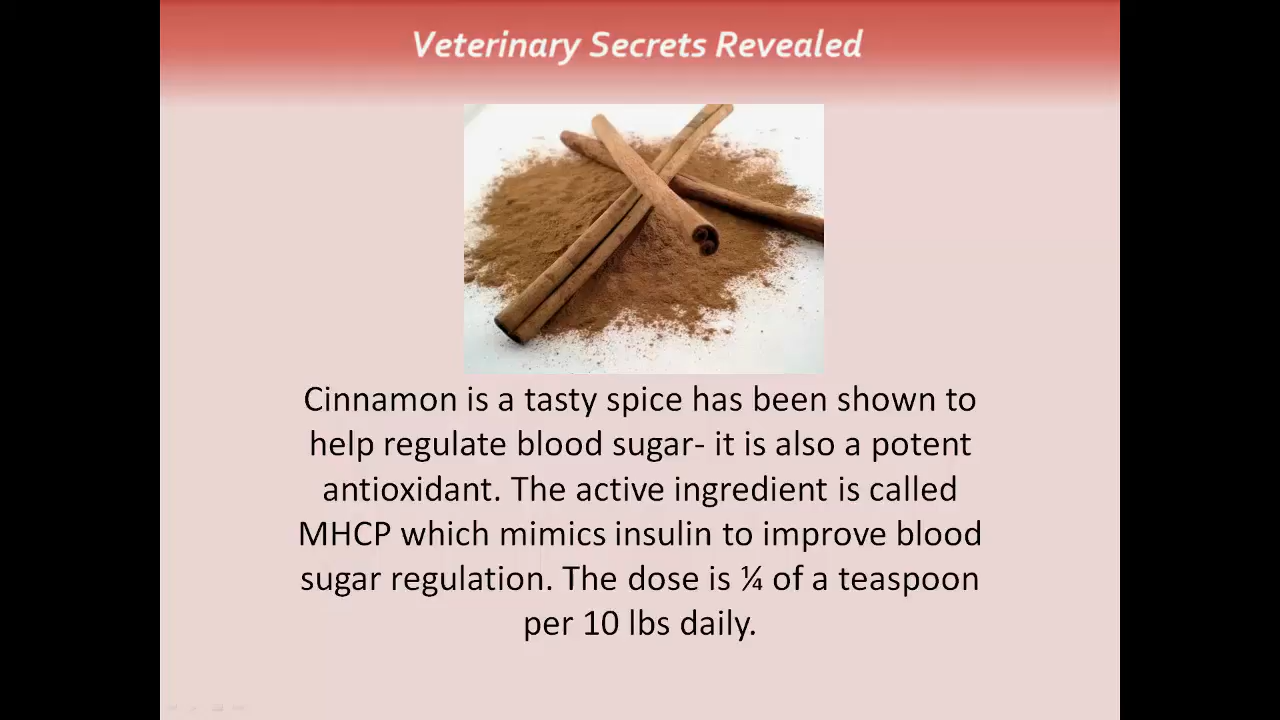 Veterinary Secrets Revealed
Cinnamon is a tasty spice has been shown to
help regulate blood sugar- it is also a potent
antioxidant. The active ingredient is called
MHCP which mimics insulin to improve blood
sugar regulation. The dose is ¼ of a teaspoon
per 10 lbs daily.